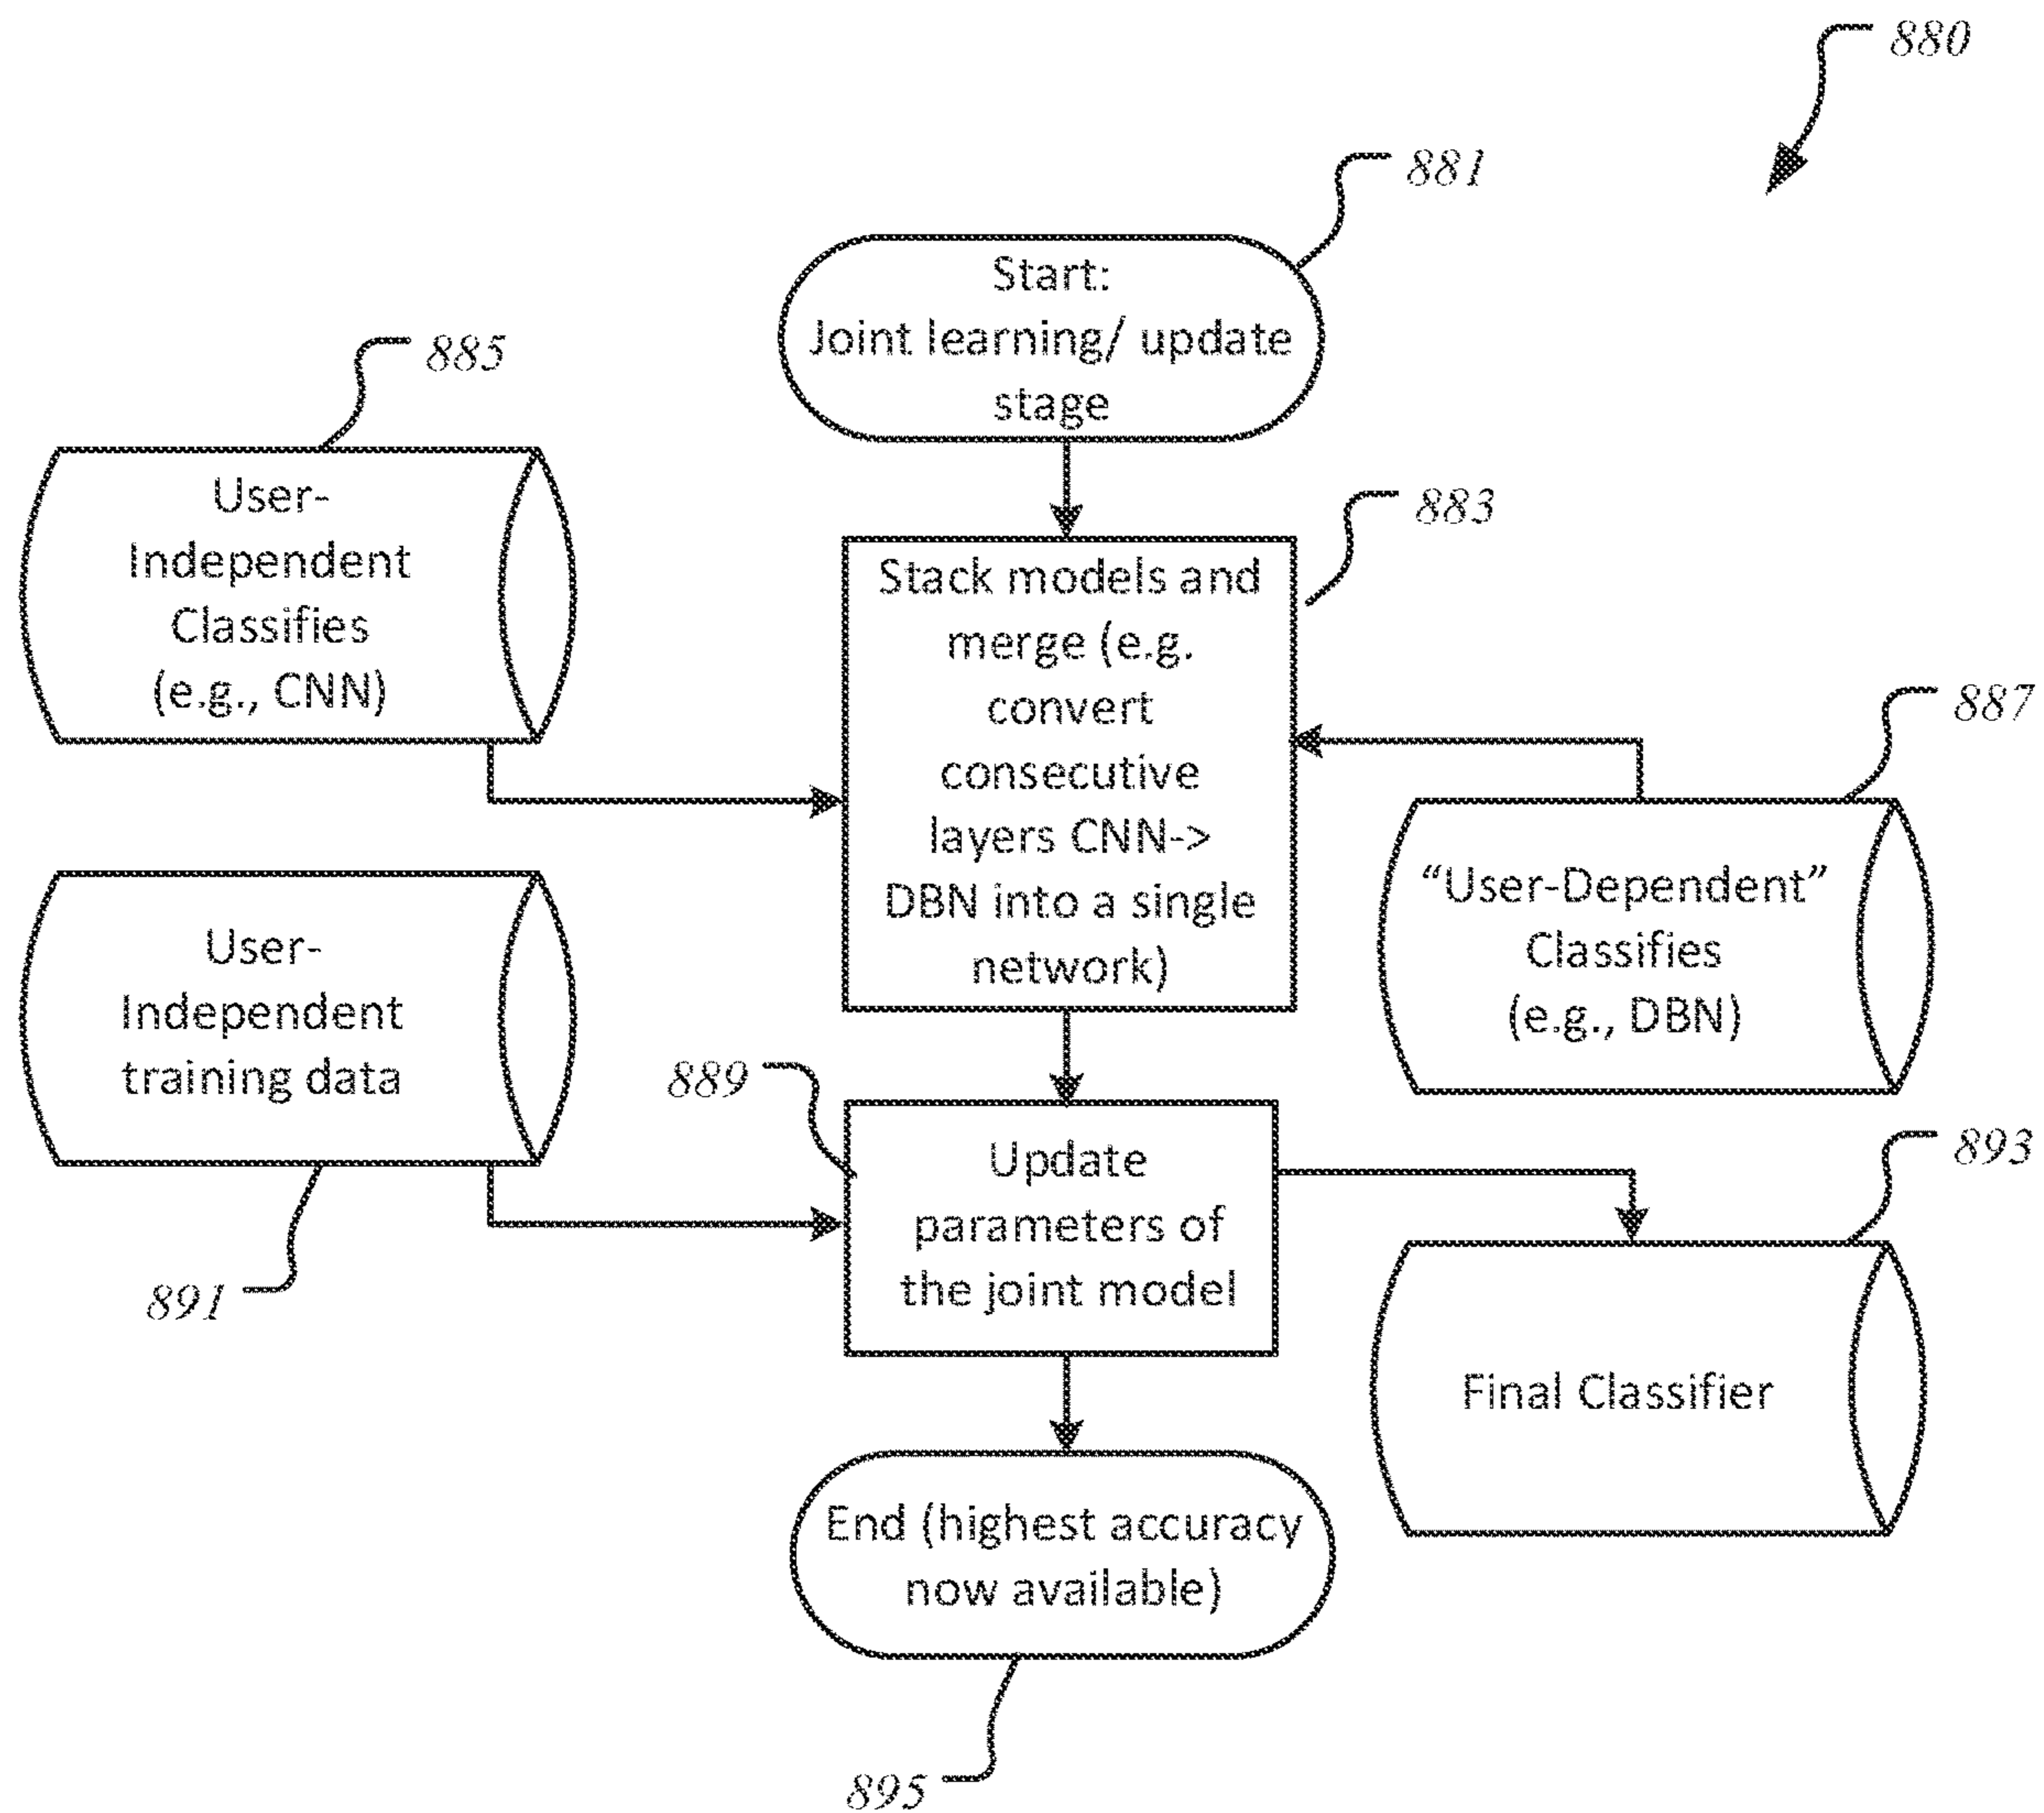 880
881
Start:
Joint learning/ update
stage
885
User-
Independent
Classifies
(e.g., CNN)
883
Stack models and
merge (e.g.
convert
consecutive
layers CNN->
DBN into a single
network)
887
“User-Dependent”
Classifies
(e.g., DBN)
User-
Independent
training data
891
889
Update
parameters of
the joint model
893
Final Classifier
End (highest accuracy
now available)
895